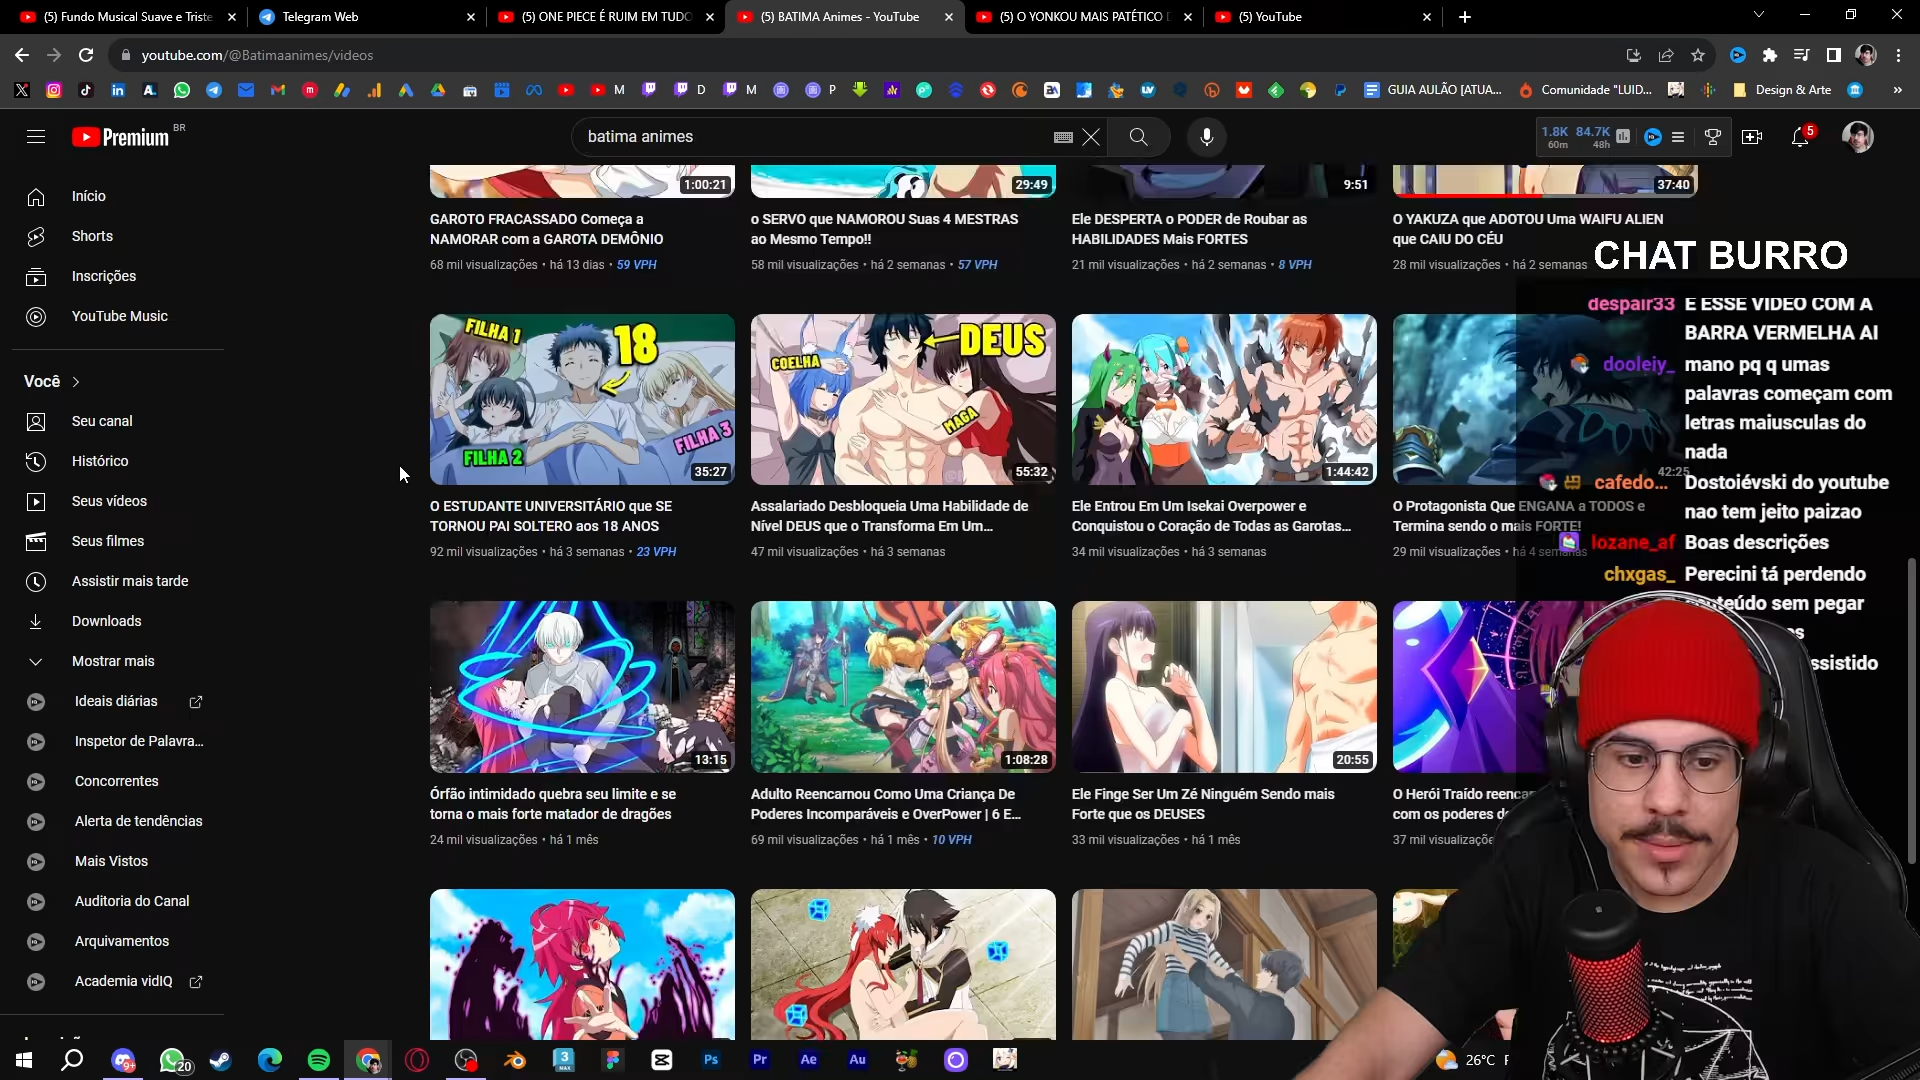 (5) Fundo Musical Suave e Triste
Telegram Web
(5) ONE PIECE É RUIM EM TUDO
(5) BATIMA Animes - YouTube
(5) O YONKOU MAIS PATÉTICO
(5) YouTube
youtube.com/@Batimaanimes/videos
M
D
M
P
GUIA AULÃO [ATUA...
Comunidade "LUID...
Design & Arte
Premium BR
batima animes
1.8K 84.7K
60m 48h
5
Início
Shorts
Inscrições
YouTube Music
Você
Seu canal
Histórico
Seus vídeos
Seus filmes
Assistir mais tarde
Downloads
Mostrar mais
Ideais diárias
Inspetor de Palavra...
Concorrentes
Alerta de tendências
Mais Vistos
Auditoria do Canal
Arquivamentos
Academia vidIQ
1:00:21
29:49
9:51
37:40
GAROTO FRACASSADO Começa a
NAMORAR com a GAROTA DEMÔNIO
68 mil visualizações • há 13 dias • 59 VPH
o SERVO que NAMOROU Suas 4 MESTRAS
ao Mesmo Tempo!!
58 mil visualizações • há 2 semanas • 57 VPH
Ele DESPERTA o PODER de Roubar as
HABILIDADES Mais FORTES
21 mil visualizações • há 2 semanas • 8 VPH
O YAKUZA que ADOTOU Uma WAIFU ALIEN
que CAIU DO CÉU
28 mil visualizações • há 2 semanas
FILHA 1
18
FILHA 2
FILHA 3
35:27
COELHA
DEUS
MAGA
55:32
1:44:42
42:25
O ESTUDANTE UNIVERSITÁRIO que SE
TORNOU PAI SOLTERO aos 18 ANOS
92 mil visualizações • há 3 semanas • 23 VPH
Assalariado Desbloqueia Uma Habilidade de
Nível DEUS que o Transforma Em Um...
47 mil visualizações • há 3 semanas
Ele Entrou Em Um Isekai Overpower e
Conquistou o Coração de Todas as Garotas...
34 mil visualizações • há 3 semanas
O Protagonista Que ENGANA a TODOS e
Termina sendo o mais FORTE!
29 mil visualizações • há 4 semanas
13:15
1:08:28
20:55
Órfão intimidado quebra seu limite e se
torna o mais forte matador de dragões
24 mil visualizações • há 1 mês
Adulto Reencarnou Como Uma Criança De
Poderes Incomparáveis e OverPower | 6 E...
69 mil visualizações • há 1 mês • 10 VPH
Ele Finge Ser Um Zé Ninguém Sendo mais
Forte que os DEUSES
33 mil visualizações • há 1 mês
O Herói Traído
com os poderes
37 mil
CHAT BURRO
despair33 E ESSE VIDEO COM A
BARRA VERMELHA AI
dooleiy_ mano pq q umas
palavras começam com
letras maiusculas do
nada
cafedo... Dostoiévski do youtube
nao tem jeito paizao
lozane_af Boas descrições
chxgas_ Perecini tá perdendo
sem pegar
9+
20
3
MAX
Ps
Pr
Ae
Au
26°C